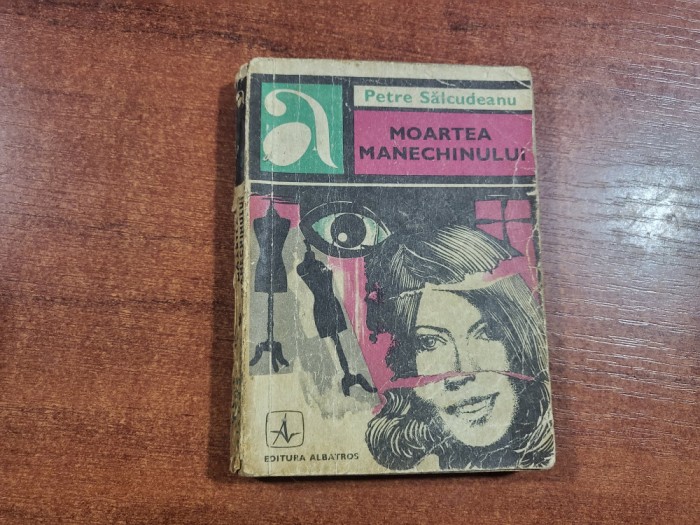 a
Petre Sălcudeanu
MOARTEA
MANECHINULUI
EDITURA ALBATROS